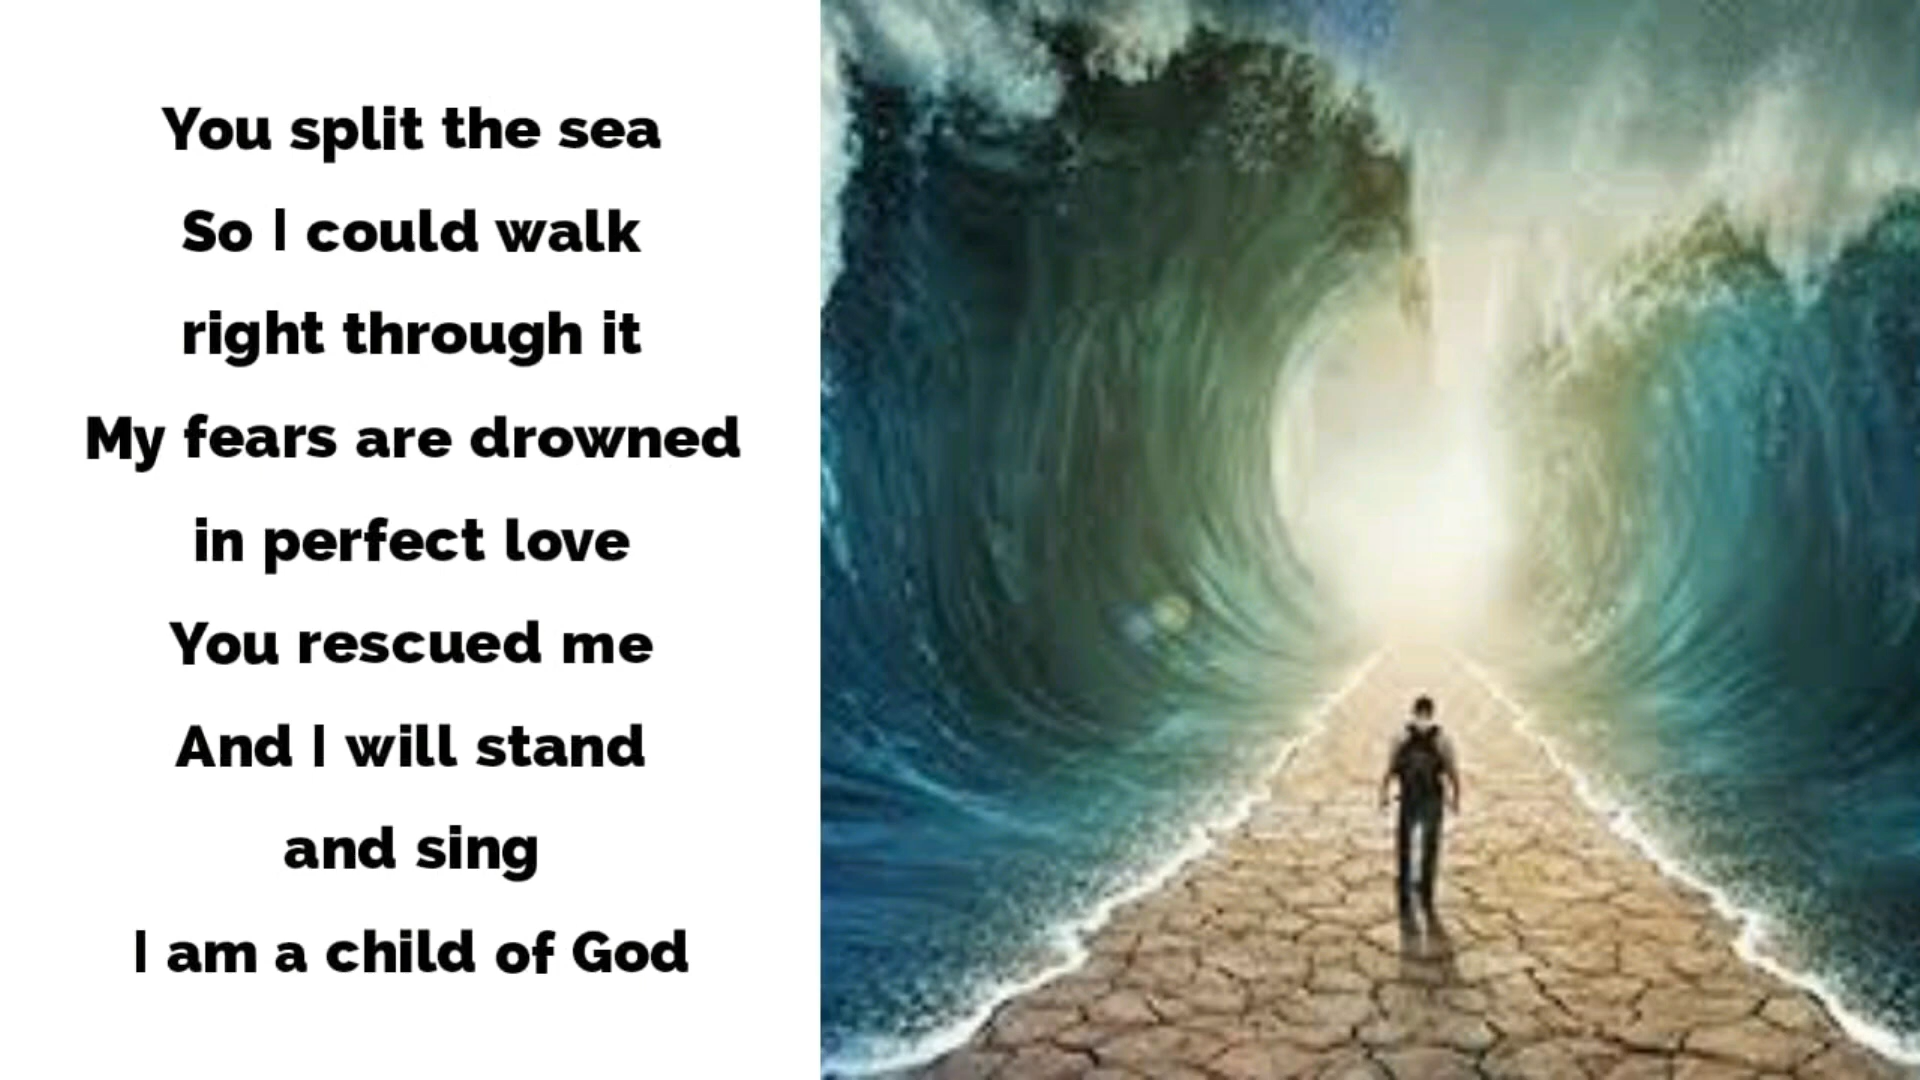 You split the sea
So I could walk
right through it
My fears are drowned
in perfect love
You rescued me
And I will stand
and sing
I am a child of God